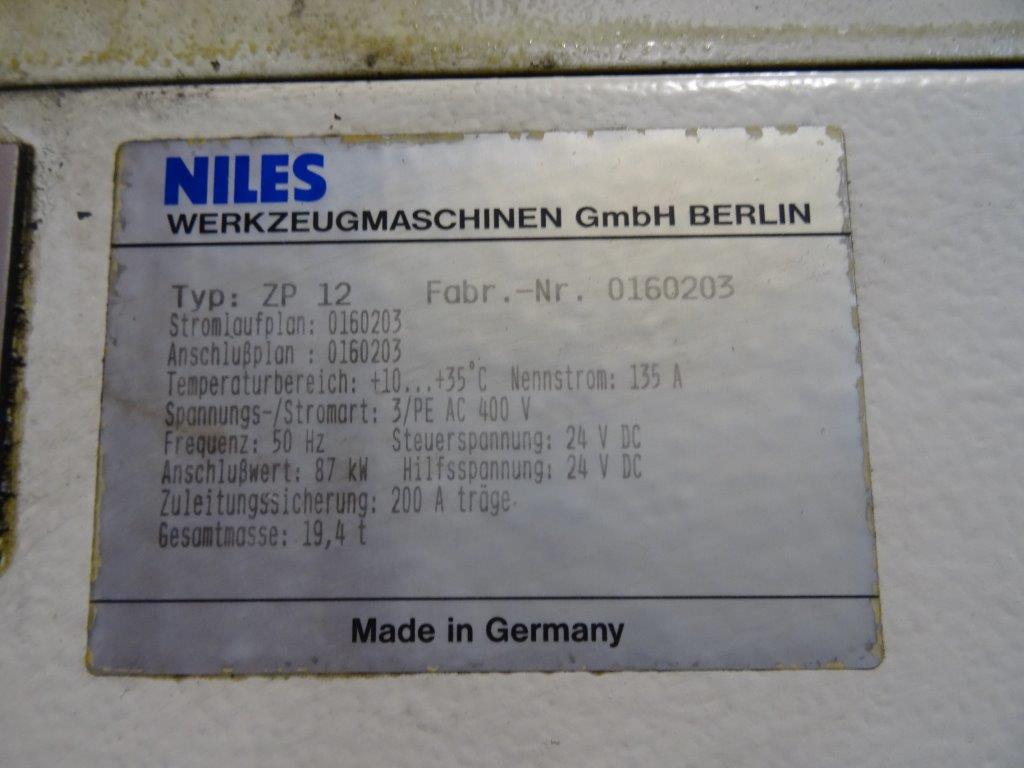 NILES
WERKZEUGMASCHINEN GmbH BERLIN
Typ: ZP 12 Fabr.-Nr. 0160203
Stromlaufplan: 0160203
Anschlußplan : 0160203
Temperaturbereich: +10...+35°C Nennstrom: 135 A
Spannungs-/Stromart: 3/PE AC 400 V
Frequenz: 50 Hz Steuerspannung: 24 V DC
Anschlußwert: 87 kW Hilfsspannung: 24 V DC
Zuleitungssicherung: 200 A träge
Gesamtmasse: 19,4 t
Made in Germany